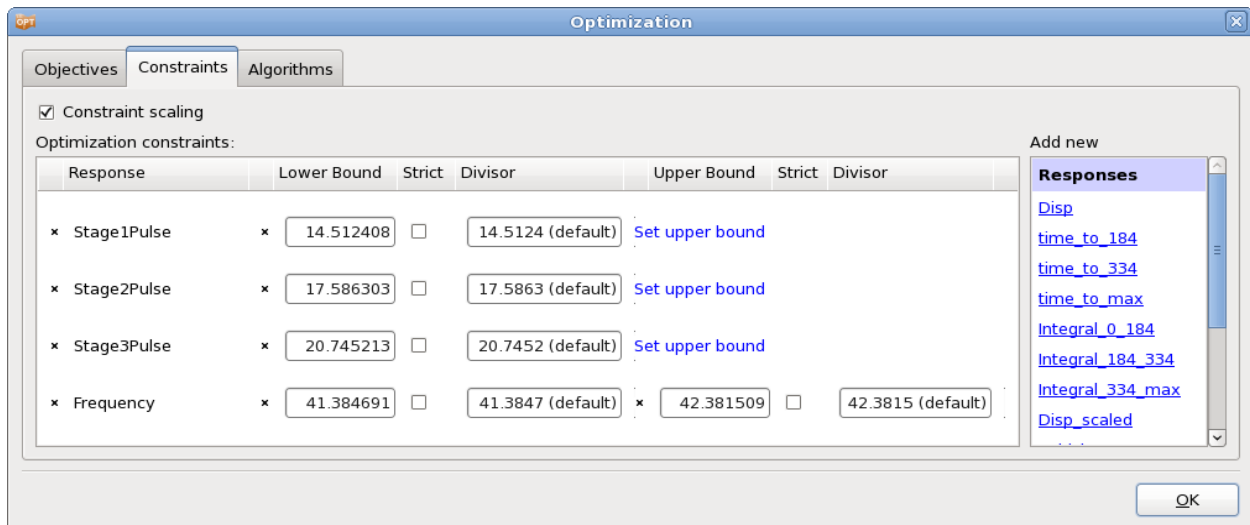 OPT
Optimization
Objectives Constraints Algorithms
Constraint scaling
Optimization constraints: Add new
Response Lower Bound Strict Divisor Upper Bound Strict Divisor Responses
Disp
Stage1Pulse 14.512408 14.5124 (default) Set upper bound
time_to_184
time_to_334
Stage2Pulse 17.586303 17.5863 (default) Set upper bound
time_to_max
Integral_0_184
Stage3Pulse 20.745213 20.7452 (default) Set upper bound
Integral_184_334
Integral_334_max
Frequency 41.384691 41.3847 (default) 42.381509 42.3815 (default)
Disp_scaled
OK